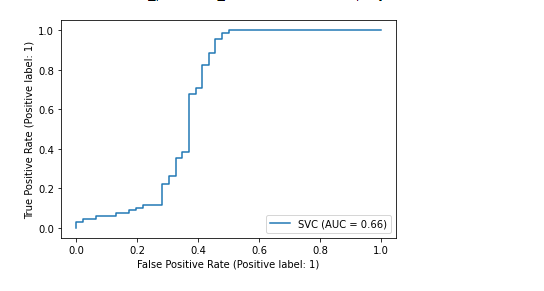 1.0
0.8
0.6
0.4
0.2
0.0
True Positive Rate (Positive label: 1)
SVC (AUC = 0.66)
0.0 0.2 0.4 0.6 0.8 1.0
False Positive Rate (Positive label: 1)